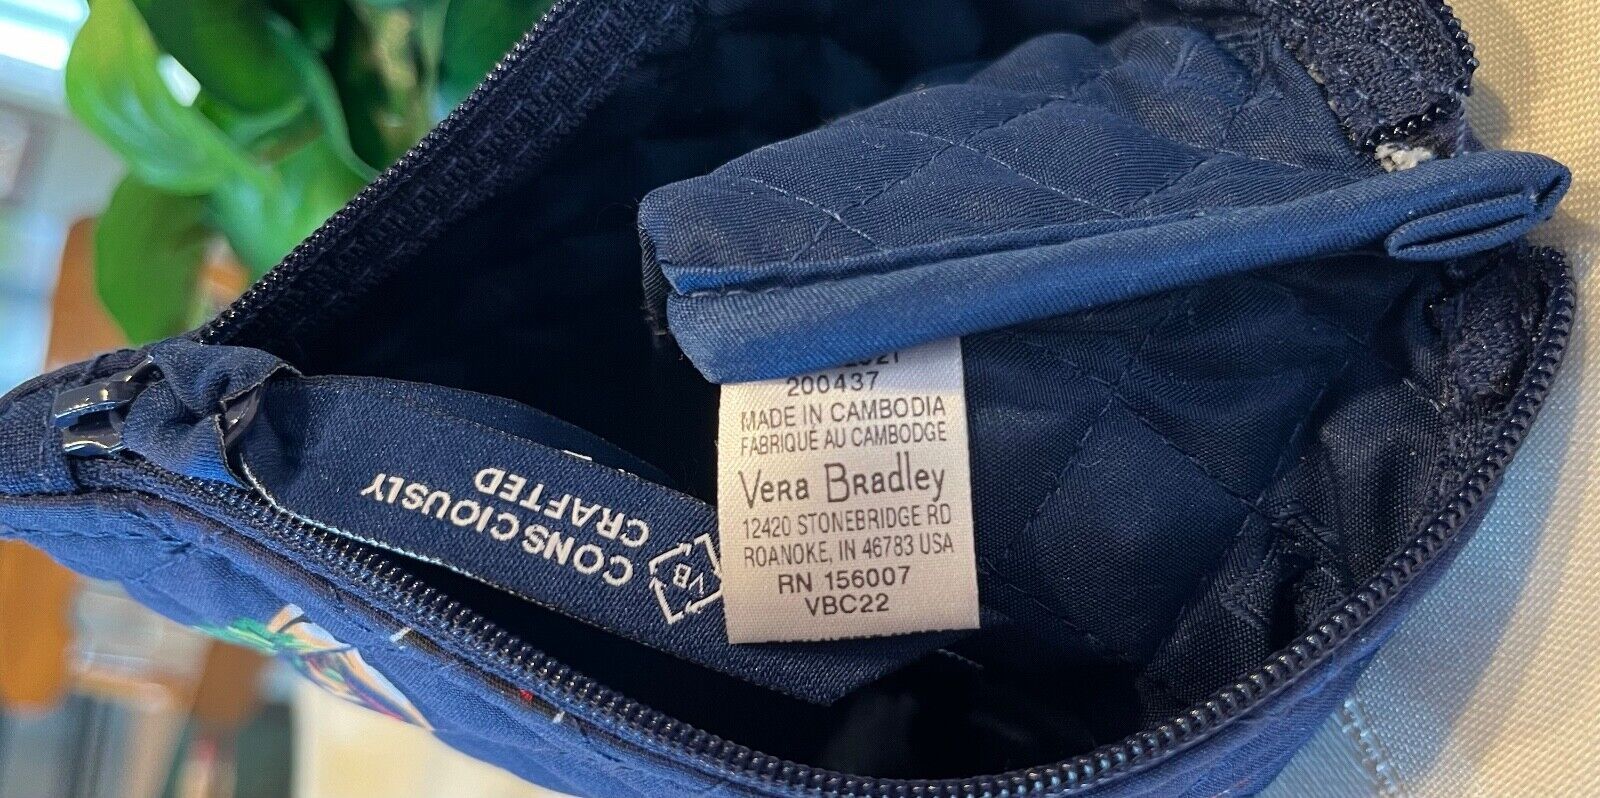 200437
MADE IN CAMBODIA
FABRIQUÉ AU CAMBODGE
Vera Bradley
12420 STONEBRIDGE RD
ROANOKE, IN 46783 USA
RN 156007
VBC22
CONSCIOUSLY
CRAFTED
VB